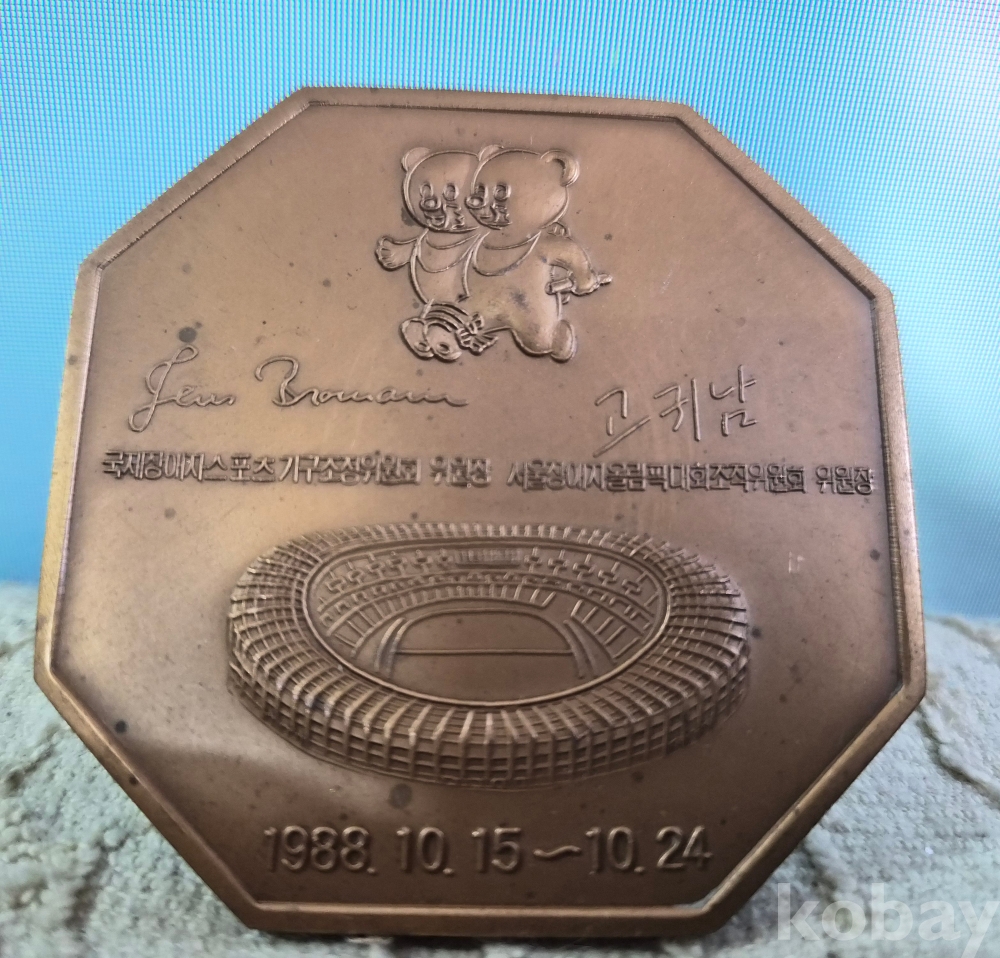 Jens Bromann 고귀남
국제장애자스포츠기구조정위원회 위원장 서울장애자올림픽대회조직위원회 위원장
1988. 10. 15~10. 24
kobay